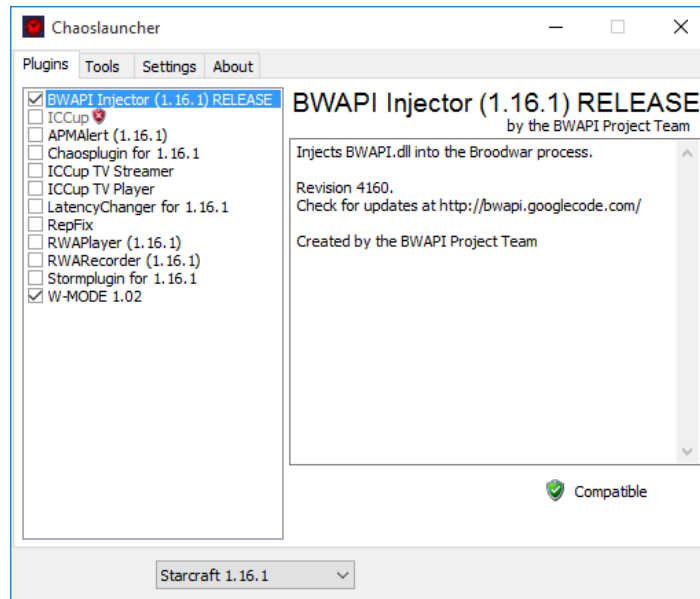 Chaoslauncher
Plugins Tools Settings About
BWAPI Injector (1.16.1) RELEASE
ICCup
APMAlert (1.16.1)
Chaosplugin for 1.16.1
ICCup TV Streamer
ICCup TV Player
LatencyChanger for 1.16.1
RepFix
RWAPlayer (1.16.1)
RWARecorder (1.16.1)
Stormplugin for 1.16.1
W-MODE 1.02
BWAPI Injector (1.16.1) RELEASE
by the BWAPI Project Team
Injects BWAPI.dll into the Broodwar process.
Revision 4160.
Check for updates at http://bwapi.googlecode.com/
Created by the BWAPI Project Team
Compatible
Starcraft 1.16.1